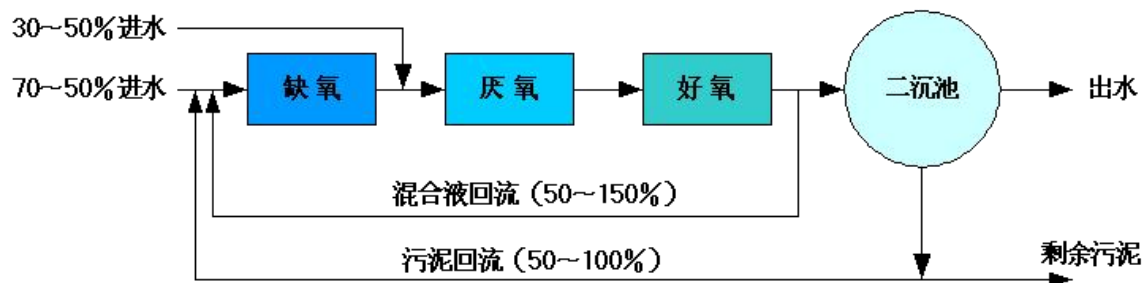 30～50%进水
70～50%进水
缺氧
厌氧
好氧
二沉池
出水
混合液回流（50～150%）
污泥回流（50～100%）
剩余污泥